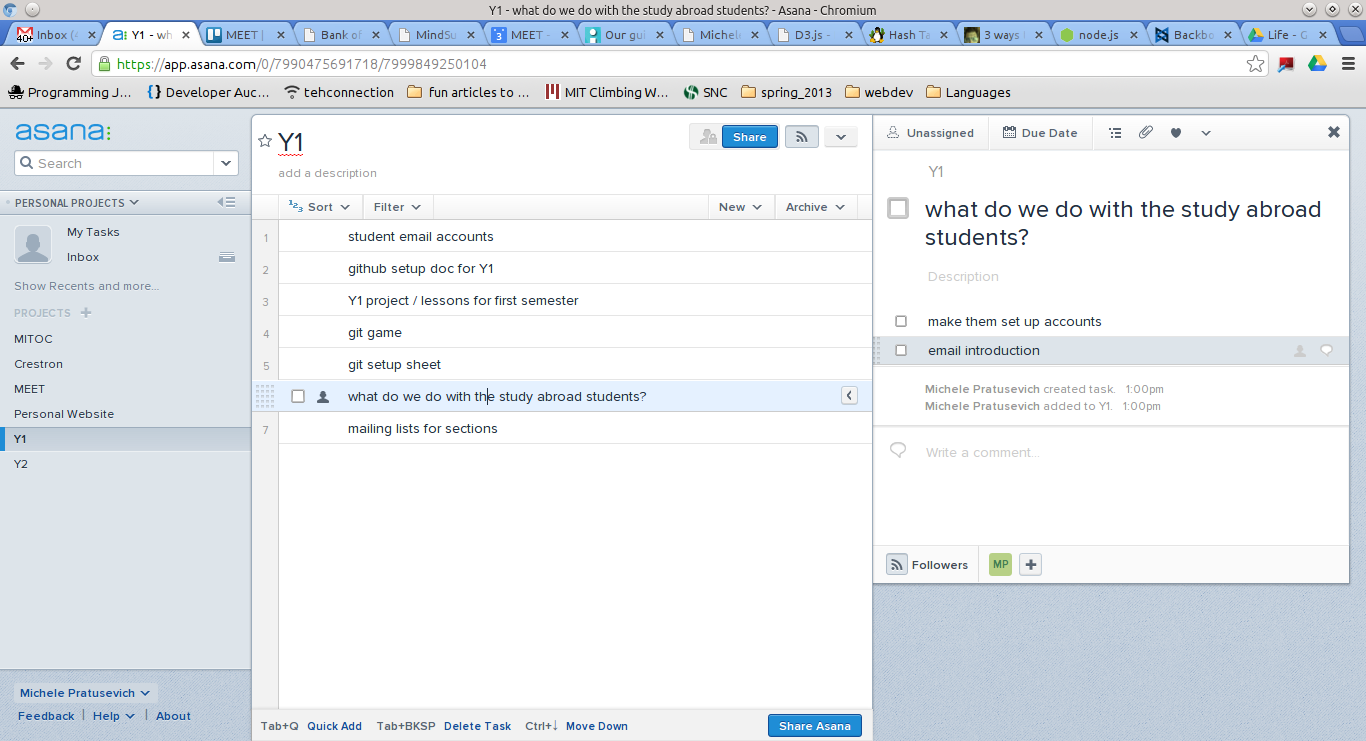 Y1 - what do we do with the study abroad students? - Asana - Chromium
Inbox (
40+
Y1 - wh
MEET |
Bank of
MindSu
MEET -
Our gui
Michele
D3.js -
Hash Ta
3 ways
node.js
Backbo
Life - G
https://app.asana.com/0/7990475691718/7999849250104
Programming J...
Developer Auc...
tehconnection
fun articles to ...
MIT Climbing W...
SNC
spring_2013
webdev
Languages
asana:
Search
PERSONAL PROJECTS
My Tasks
Inbox
Show Recents and more...
PROJECTS +
MITOC
Crestron
MEET
Personal Website
Y1
Y2
Michele Pratusevich
Feedback | Help | About
Y1
Share
add a description
Sort
Filter
New
Archive
1 student email accounts
2 github setup doc for Y1
3 Y1 project / lessons for first semester
4 git game
5 git setup sheet
what do we do with the study abroad students?
7 mailing lists for sections
Tab+Q Quick Add Tab+BKSP Delete Task Ctrl+↓ Move Down
Share Asana
Unassigned
Due Date
Y1
what do we do with the study abroad
students?
Description
make them set up accounts
email introduction
Michele Pratusevich created task. 1:00pm
Michele Pratusevich added to Y1. 1:00pm
Write a comment...
Followers
MP
+